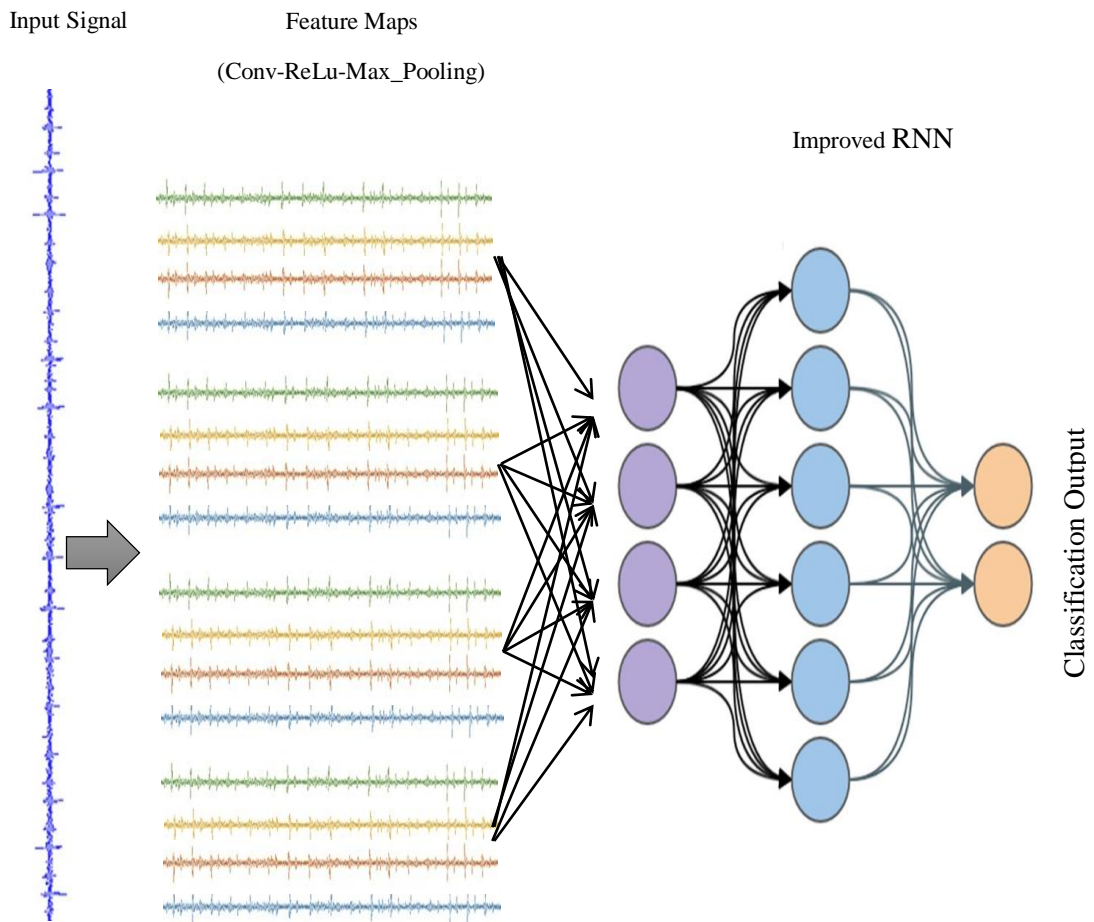 Input Signal
Feature Maps
(Conv-ReLu-Max_Pooling)
Improved RNN
Classification Output